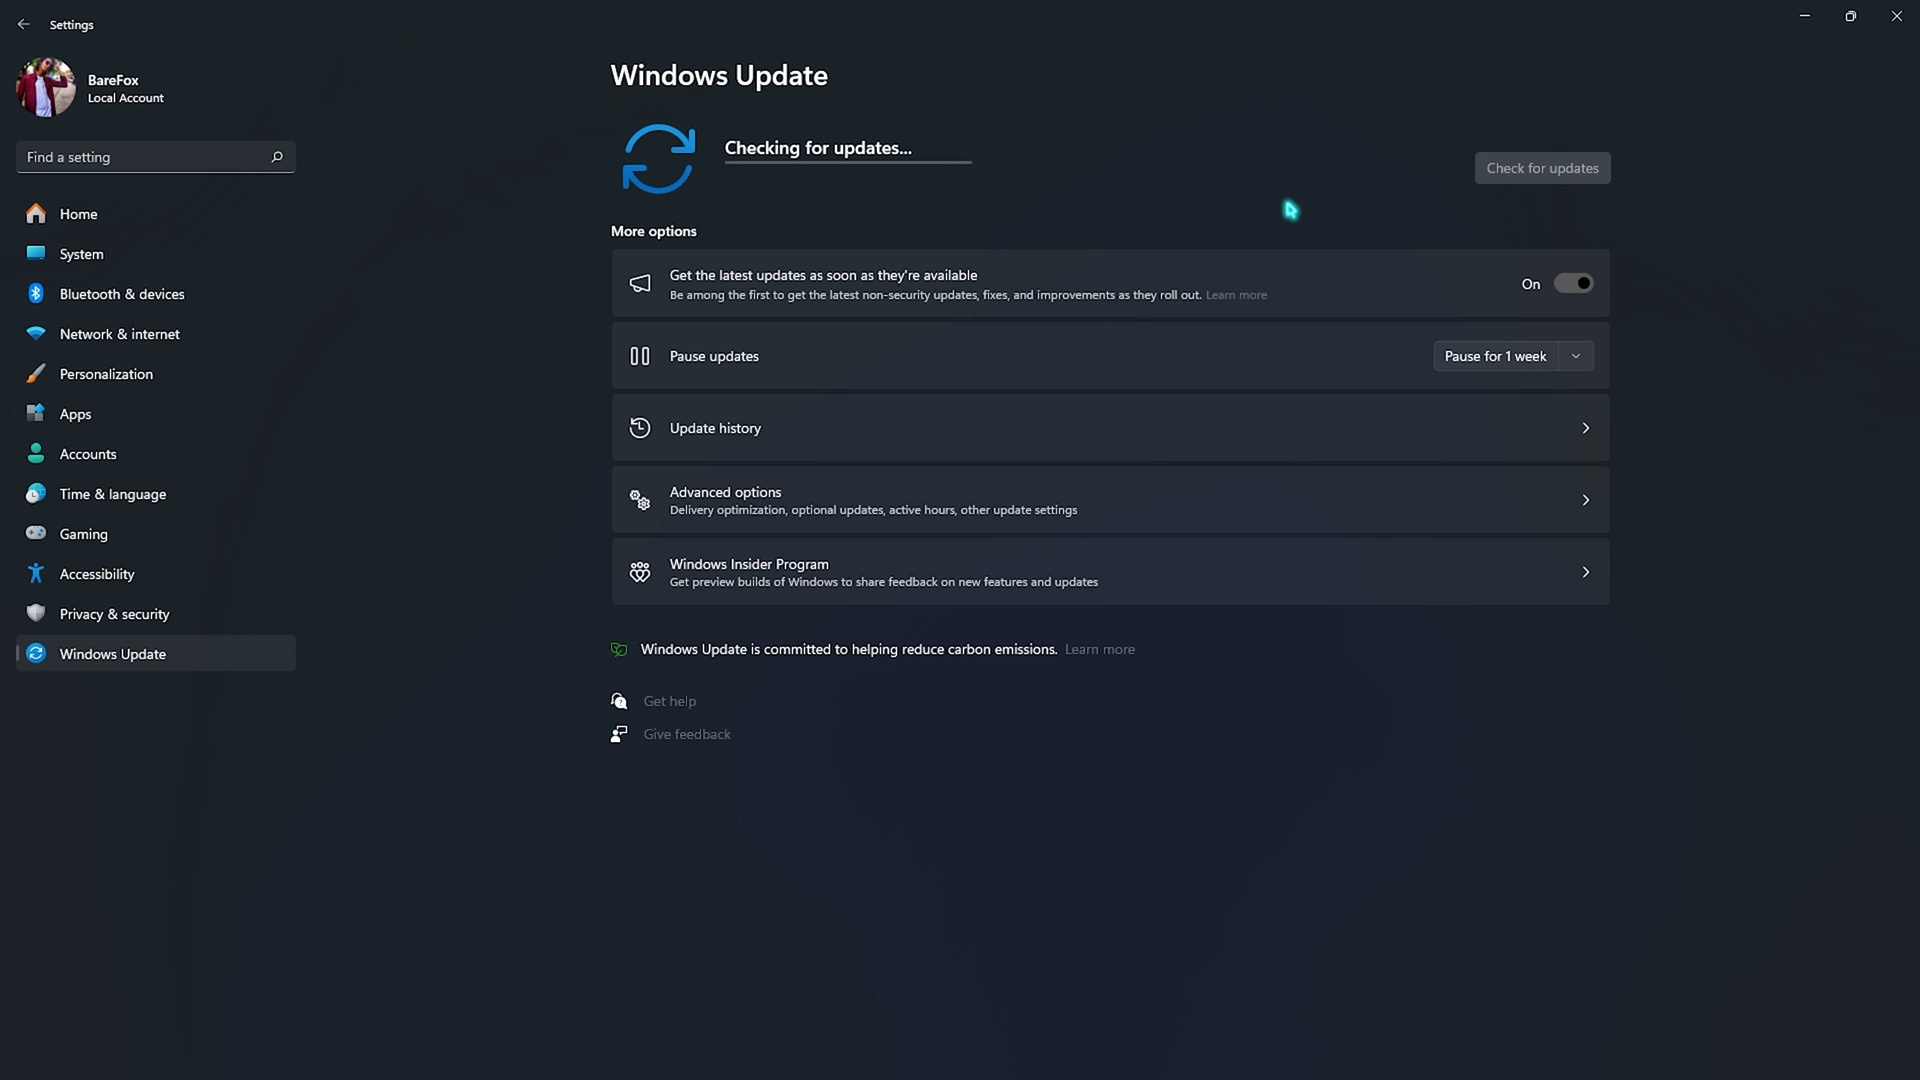 Settings
BareFox
Local Account
Find a setting
Home
System
Bluetooth & devices
Network & internet
Personalization
Apps
Accounts
Time & language
Gaming
Accessibility
Privacy & security
Windows Update
Windows Update
Checking for updates...
Check for updates
More options
Get the latest updates as soon as they're available
Be among the first to get the latest non-security updates, fixes, and improvements as they roll out. Learn more
On
Pause updates
Pause for 1 week
Update history
Advanced options
Delivery optimization, optional updates, active hours, other update settings
Windows Insider Program
Get preview builds of Windows to share feedback on new features and updates
Windows Update is committed to helping reduce carbon emissions. Learn more
Get help
Give feedback